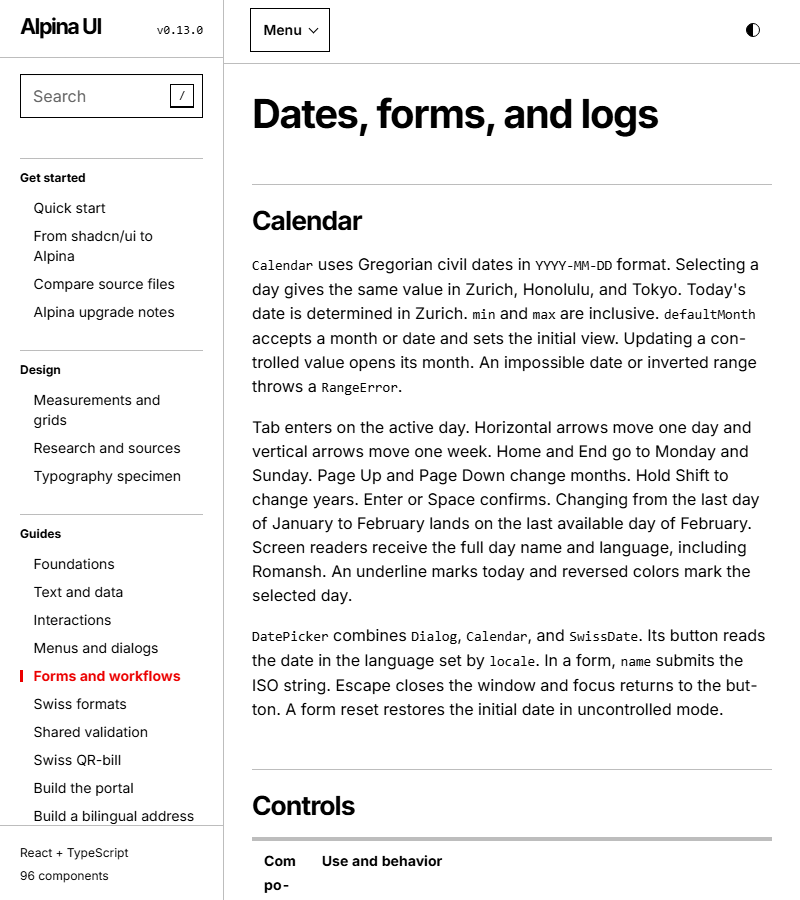 Alpina UI
v0.13.0
Search
/
Get started
Quick start
From shadcn/ui to
Alpina
Compare source files
Alpina upgrade notes
Design
Measurements and
grids
Research and sources
Typography specimen
Guides
Foundations
Text and data
Interactions
Menus and dialogs
Forms and workflows
Swiss formats
Shared validation
Swiss QR-bill
Build the portal
Build a bilingual address
React + TypeScript
96 components
Menu
Dates, forms, and logs
Calendar
Calendar uses Gregorian civil dates in YYYY-MM-DD format. Selecting a
day gives the same value in Zurich, Honolulu, and Tokyo. Today's
date is determined in Zurich. min and max are inclusive. defaultMonth
accepts a month or date and sets the initial view. Updating a con-
trolled value opens its month. An impossible date or inverted range
throws a RangeError.
Tab enters on the active day. Horizontal arrows move one day and
vertical arrows move one week. Home and End go to Monday and
Sunday. Page Up and Page Down change months. Hold Shift to
change years. Enter or Space confirms. Changing from the last day
of January to February lands on the last available day of February.
Screen readers receive the full day name and language, including
Romansh. An underline marks today and reversed colors mark the
selected day.
DatePicker combines Dialog, Calendar, and SwissDate. Its button reads
the date in the language set by locale. In a form, name submits the
ISO string. Escape closes the window and focus returns to the but-
ton. A form reset restores the initial date in uncontrolled mode.
Controls
Com
po-
Use and behavior